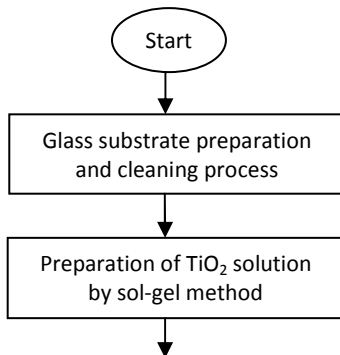 Start
Glass substrate preparation
and cleaning process
Preparation of TiO₂ solution
by sol-gel method